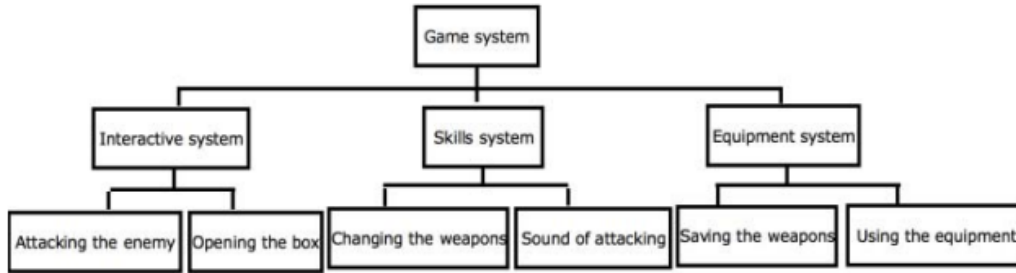 Game system
Interactive system
Skills system
Equipment system
Attacking the enemy
Opening the box
Changing the weapons
Sound of attacking
Saving the weapons
Using the equipment